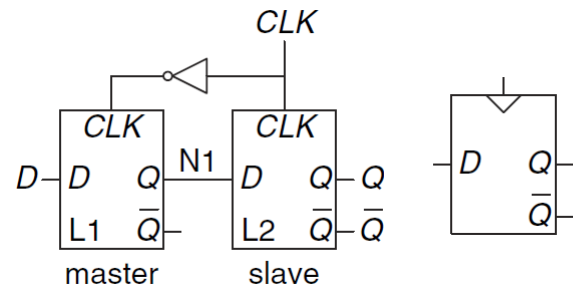 CLK
CLK CLK
D D Q N1 D Q Q D Q
L1 Q̅ L2 Q̅ Q̅ Q̅
master slave